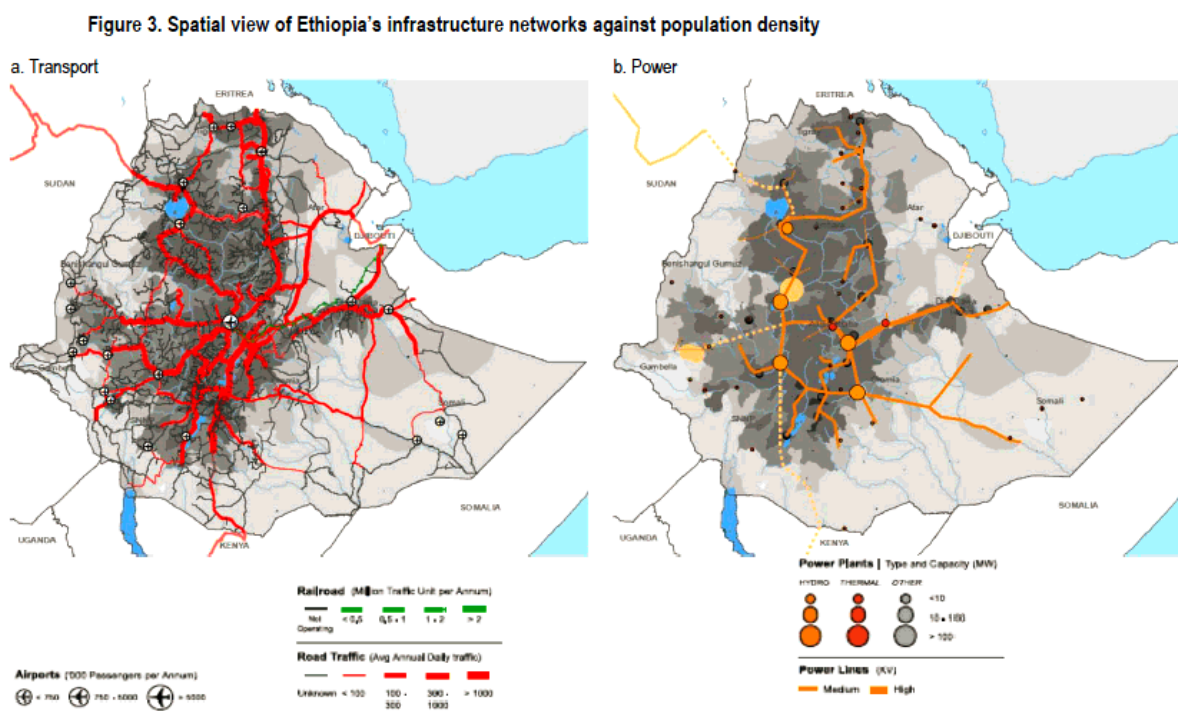 Figure 3. Spatial view of Ethiopia's infrastructure networks against population density
a. Transport
ERITREA
SUDAN
Afar
DJIBOUTI
Benishangul Gumuz
Somali
SOMALIA
UGANDA
KENYA
Railroad (Million Traffic Unit per Annum)
Not Operating
< 0,5
0,5 - 1
1 - 2
> 2
Road Traffic (Avg Annual Daily traffic)
Unknown
< 100
100 - 300
300 - 1000
> 1000
Airports ('000 Passengers per Annum)
< 750
750 - 5000
> 5000
b. Power
ERITREA
SUDAN
Afar
DJIBOUTI
Benishangul Gumuz
Gambella
Somali
SOMALIA
UGANDA
KENYA
Power Plants | Type and Capacity (MW)
HYDRO THERMAL OTHER
<10
10 - 100
> 100
Power Lines (KV)
Medium High